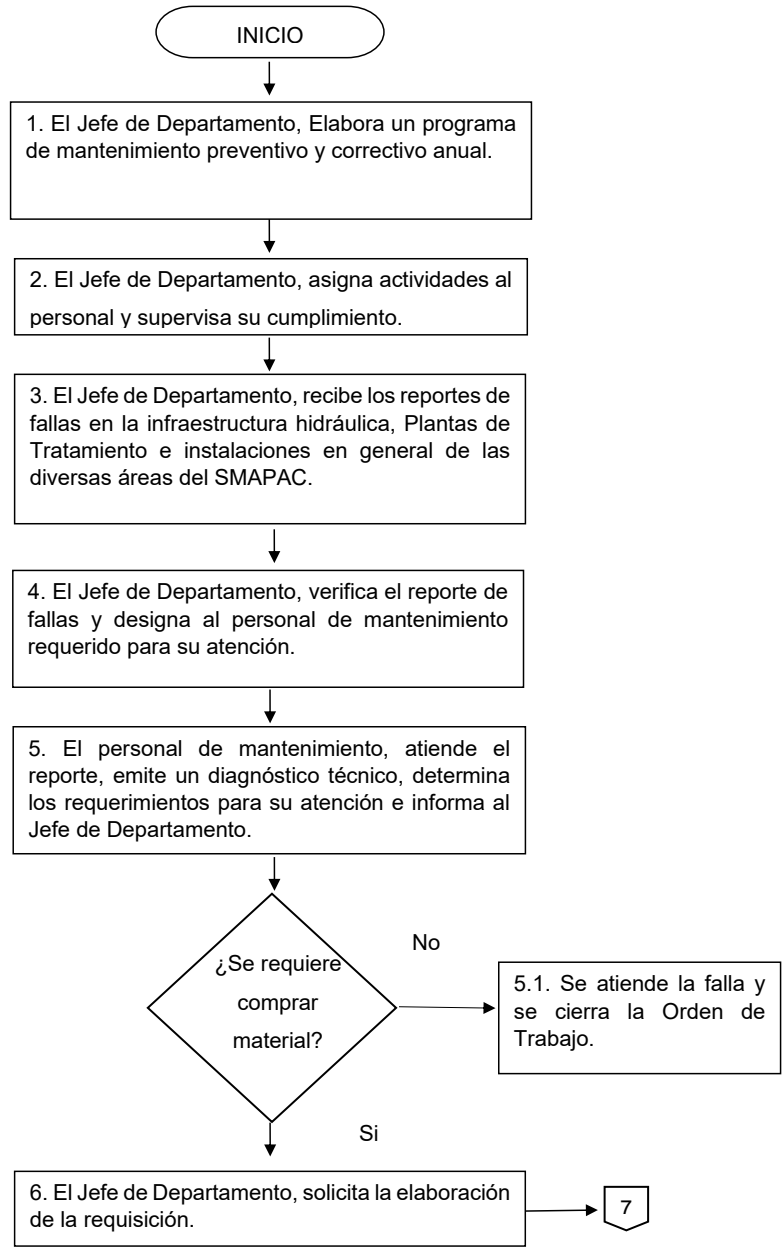 INICIO
1. El Jefe de Departamento, Elabora un programa
de mantenimiento preventivo y correctivo anual.
2. El Jefe de Departamento, asigna actividades al
personal y supervisa su cumplimiento.
3. El Jefe de Departamento, recibe los reportes de
fallas en la infraestructura hidráulica, Plantas de
Tratamiento e instalaciones en general de las
diversas áreas del SMAPAC.
4. El Jefe de Departamento, verifica el reporte de
fallas y designa al personal de mantenimiento
requerido para su atención.
5. El personal de mantenimiento, atiende el
reporte, emite un diagnóstico técnico, determina
los requerimientos para su atención e informa al
Jefe de Departamento.
¿Se requiere
comprar
material?
No
5.1. Se atiende la falla y
se cierra la Orden de
Trabajo.
Si
6. El Jefe de Departamento, solicita la elaboración
de la requisición.
7